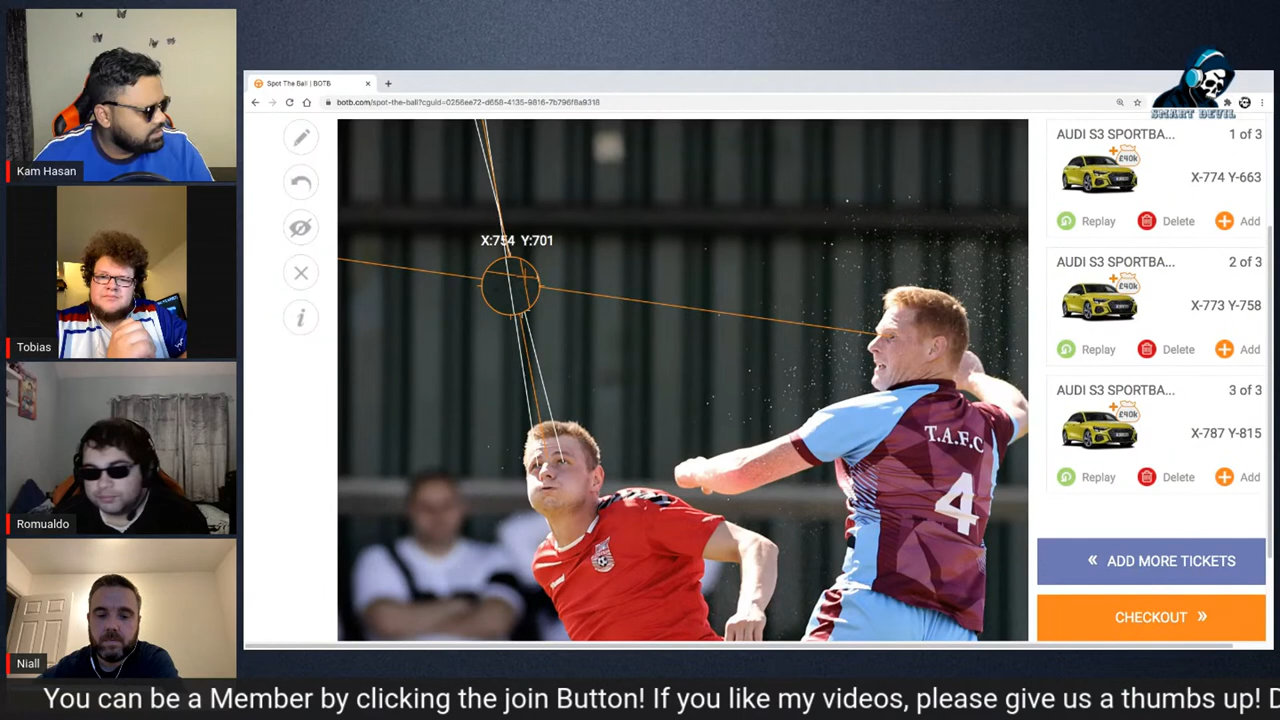 Kam Hasan
Tobias
Romualdo
Niall
Spot The Ball | BOTB
botb.com/spot-the-ball?cguId=0256ee72-d658-4135-9816-7b796f8a9318
SMART DEVIL
X:754 Y:701
T.A.F.C
4
AUDI S3 SPORTBA... 1 of 3
£40k
X-774 Y-663
Replay Delete Add
AUDI S3 SPORTBA... 2 of 3
£40k
X-773 Y-758
Replay Delete Add
AUDI S3 SPORTBA... 3 of 3
£40k
X-787 Y-815
Replay Delete Add
« ADD MORE TICKETS
CHECKOUT »
You can be a Member by clicking the join Button! If you like my videos, please give us a thumbs up! D